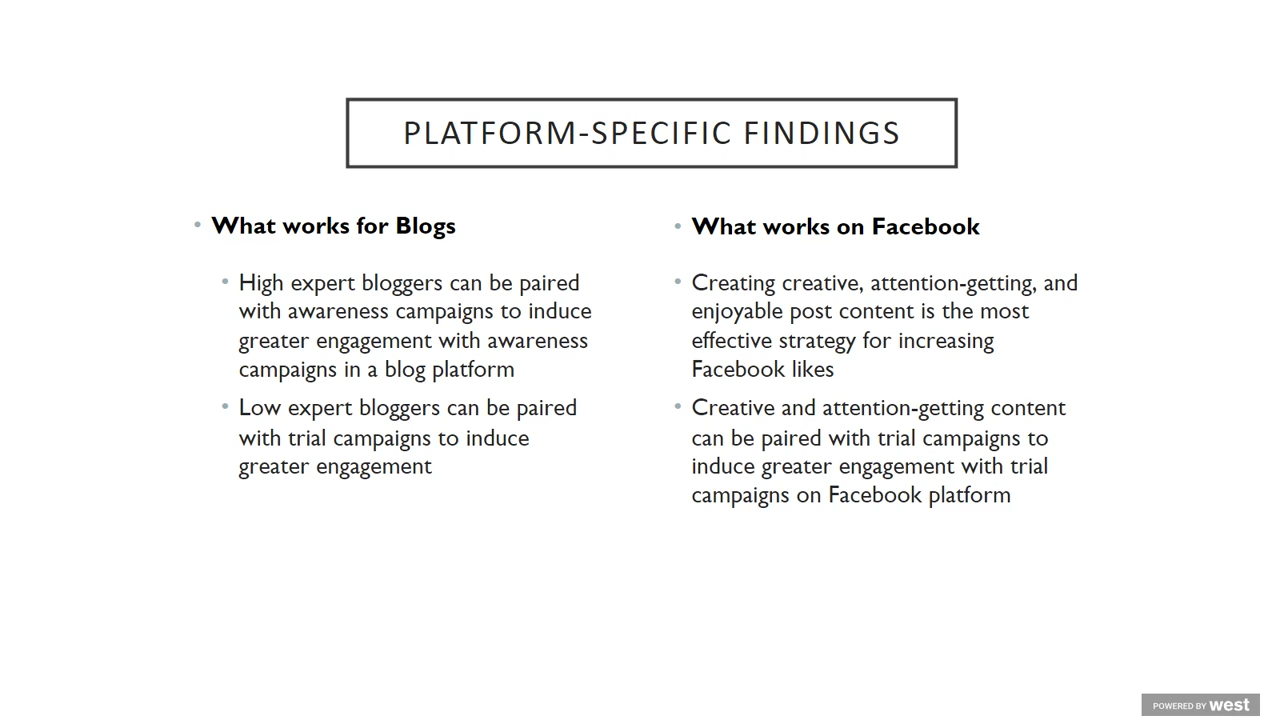 PLATFORM-SPECIFIC FINDINGS
• What works for Blogs
• High expert bloggers can be paired
with awareness campaigns to induce
greater engagement with awareness
campaigns in a blog platform
• Low expert bloggers can be paired
with trial campaigns to induce
greater engagement
• What works on Facebook
• Creating creative, attention-getting, and
enjoyable post content is the most
effective strategy for increasing
Facebook likes
• Creative and attention-getting content
can be paired with trial campaigns to
induce greater engagement with trial
campaigns on Facebook platform
POWERED BY west